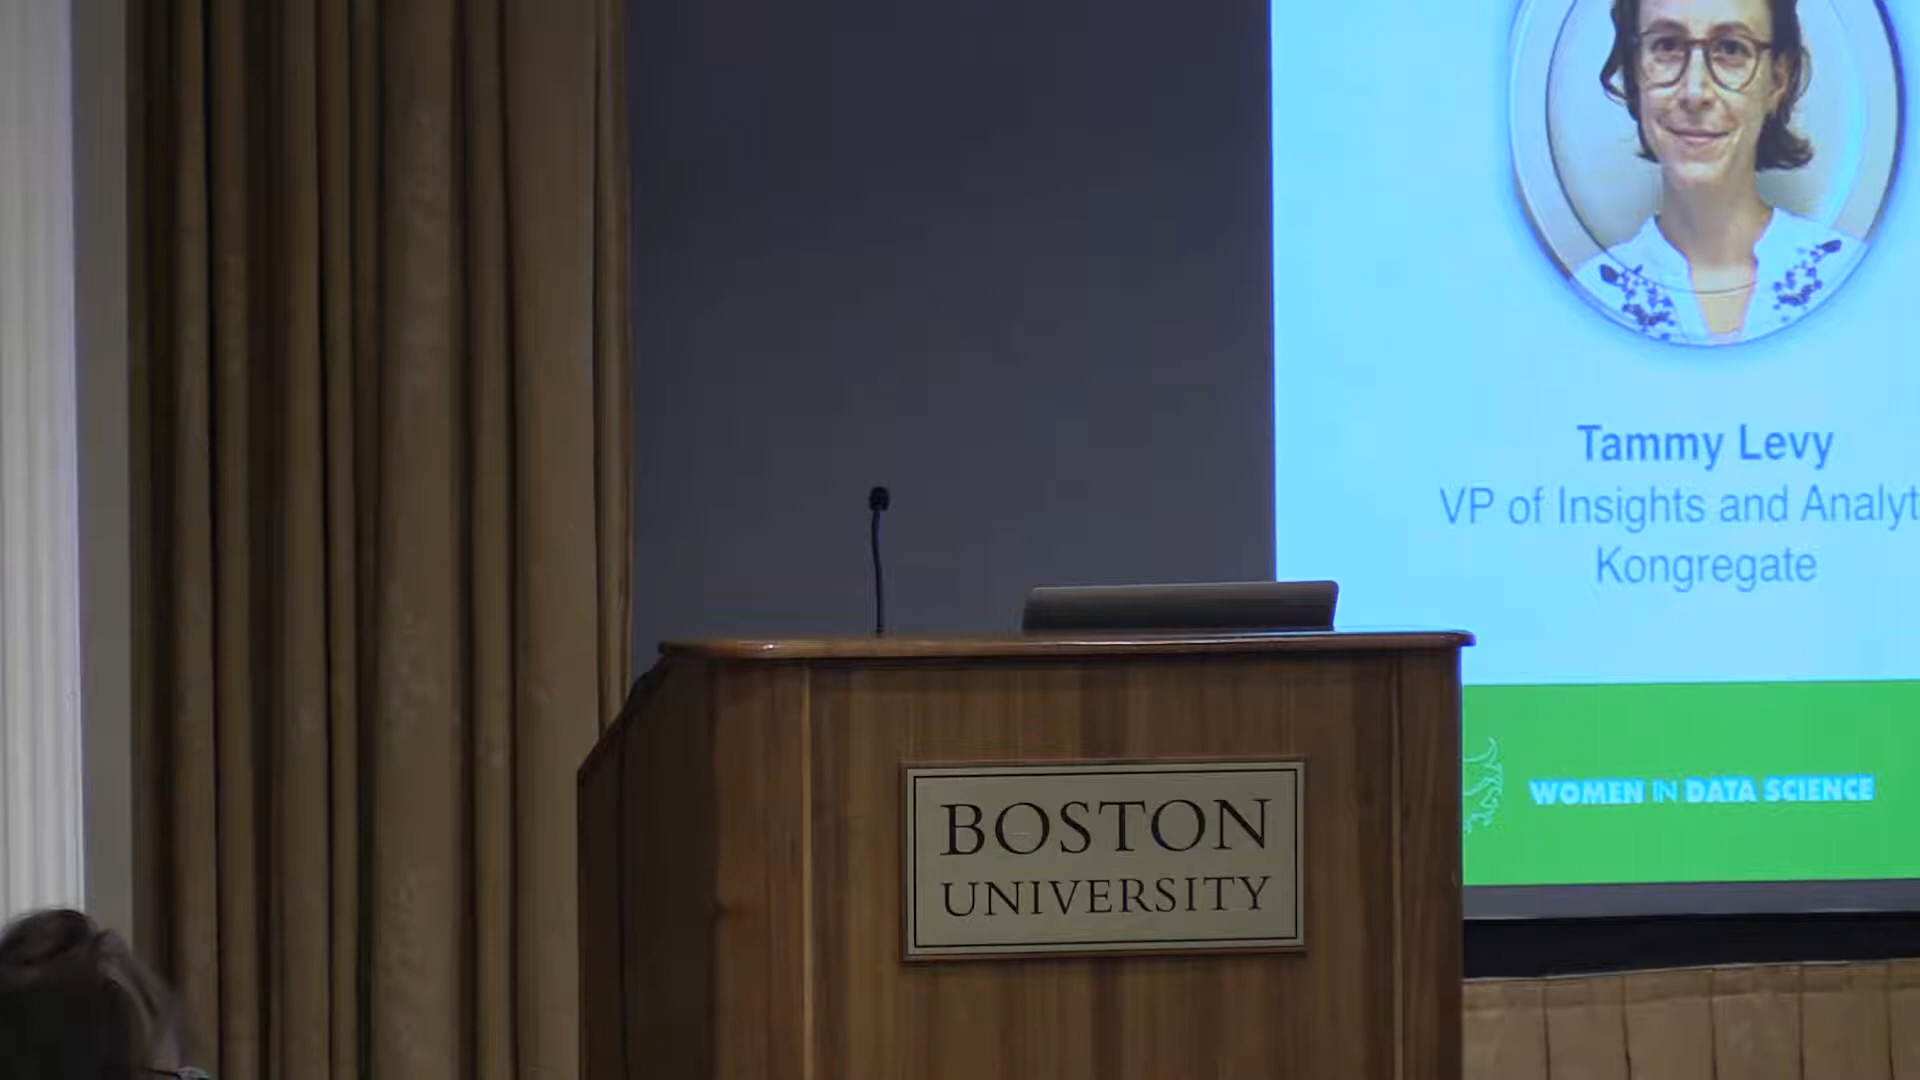 Tammy Levy
VP of Insights and Analyt
Kongregate
WOMEN IN DATA SCIENCE
BOSTON
UNIVERSITY